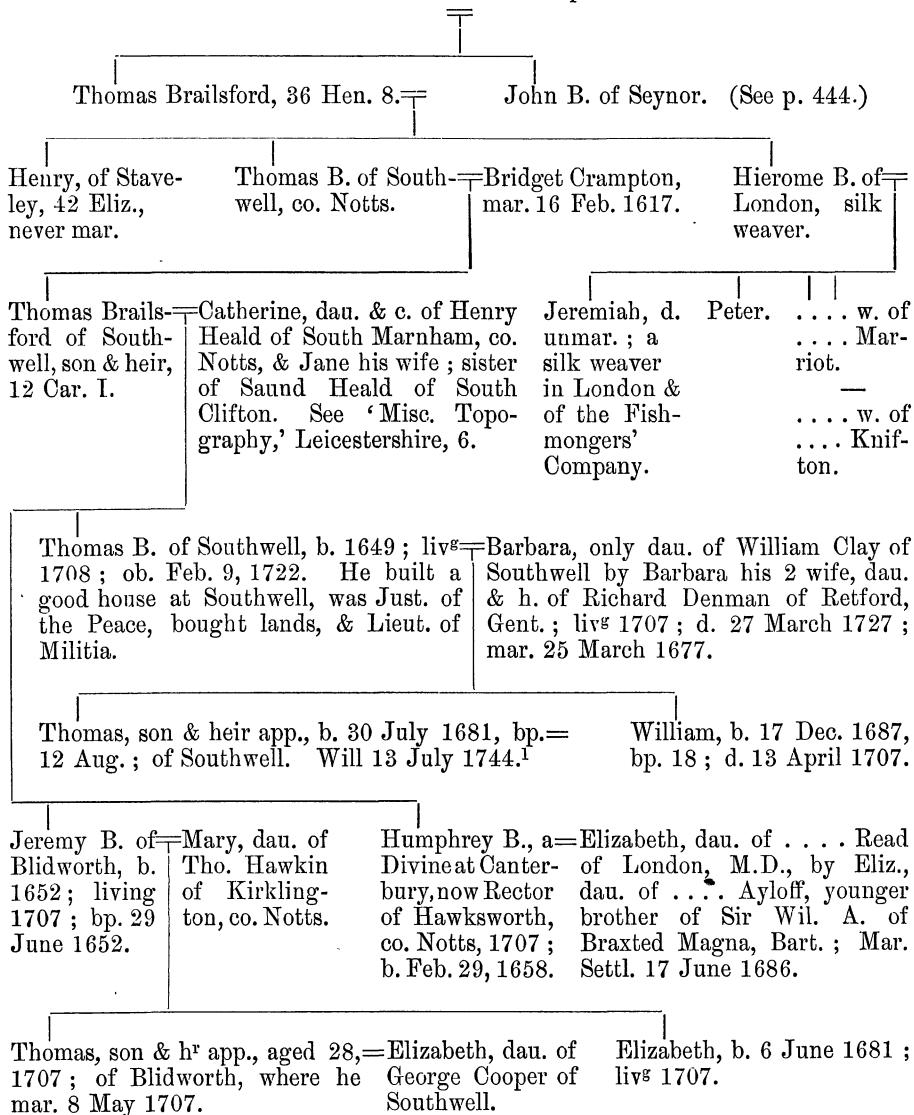 Thomas Brailsford, 36 Hen. 8.
John B. of Seynor. (See p. 444.)
Henry, of Stave-
ley, 42 Eliz.,
never mar.
Thomas B. of South-
well, co. Notts.
Bridget Crampton,
mar. 16 Feb. 1617.
Hierome B. of
London, silk
weaver.
Thomas Brails-
ford of South-
well, son & heir,
12 Car. I.
Catherine, dau. & c. of Henry
Heald of South Marnham, co.
Notts, & Jane his wife ; sister
of Saund Heald of South
Clifton. See ‘Misc. Topo-
graphy,’ Leicestershire, 6.
Jeremiah, d.
unmar. ; a
silk weaver
in London &
of the Fish-
mongers’
Company.
Peter.
. . . . w. of
. . . . Mar-
riot.
—
. . . . w. of
. . . . Knif-
ton.
Thomas B. of Southwell, b. 1649 ; livg
1708 ; ob. Feb. 9, 1722. He built a
good house at Southwell, was Just. of
the Peace, bought lands, & Lieut. of
Militia.
Barbara, only dau. of William Clay of
Southwell by Barbara his 2 wife, dau.
& h. of Richard Denman of Retford,
Gent. ; livg 1707 ; d. 27 March 1727 ;
mar. 25 March 1677.
Thomas, son & heir app., b. 30 July 1681, bp.=
12 Aug. ; of Southwell. Will 13 July 1744.1
William, b. 17 Dec. 1687,
bp. 18 ; d. 13 April 1707.
Jeremy B. of
Blidworth, b.
1652 ; living
1707 ; bp. 29
June 1652.
Mary, dau. of
Tho. Hawkin
of Kirkling-
ton, co. Notts.
Humphrey B., a=
Divine at Canter-
bury, now Rector
of Hawksworth,
co. Notts, 1707 ;
b. Feb. 29, 1658.
Elizabeth, dau. of . . . . Read
of London, M.D., by Eliz.,
dau. of . . . . Ayloff, younger
brother of Sir Wil. A. of
Braxted Magna, Bart. ; Mar.
Settl. 17 June 1686.
Thomas, son & hr app., aged 28,=
1707 ; of Blidworth, where he
mar. 8 May 1707.
Elizabeth, dau. of
George Cooper of
Southwell.
Elizabeth, b. 6 June 1681 ;
livg 1707.